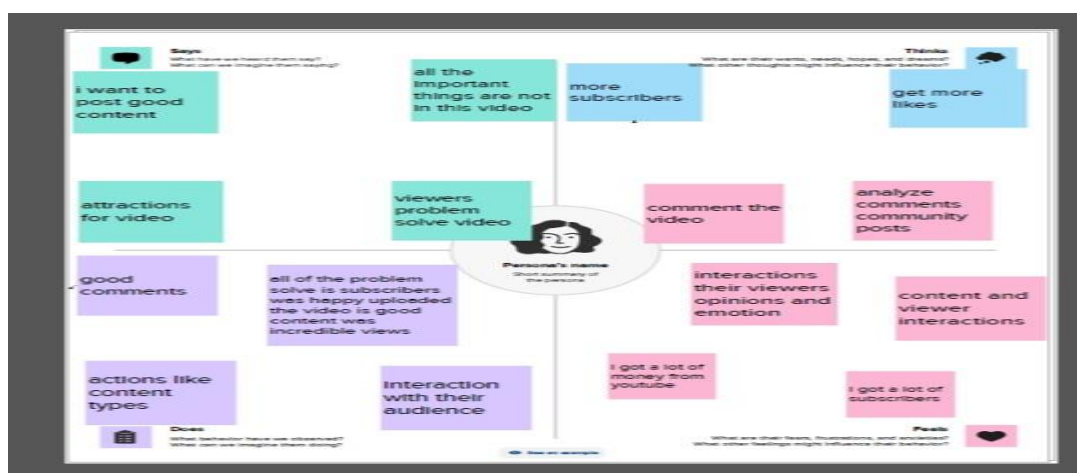 Says
What have we heard them say?
What can we imagine them saying?
i want to
post good
content
all the
important
things are not
in this video
attractions
for video
viewers
problem
solve video
Thinks
What are their wants, needs, hopes, and dreams?
What other thoughts might influence their behavior?
more
subscribers
get more
likes
comment the
video
analyze
comments
community
posts
Persona's name
Short summary of
the persona
good
comments
all of the problem
solve is subscribers
was happy uploaded
the video is good
content was
incredible views
actions like
content
types
Interaction
with their
audience
Does
What behavior have we observed?
What can we imagine them doing?
interactions
their viewers
opinions and
emotion
content and
viewer
interactions
I got a lot of
money from
youtube
I got a lot of
subscribers
Feels
What are their fears, frustrations, and anxieties?
What other feelings might influence their behavior?
See an example